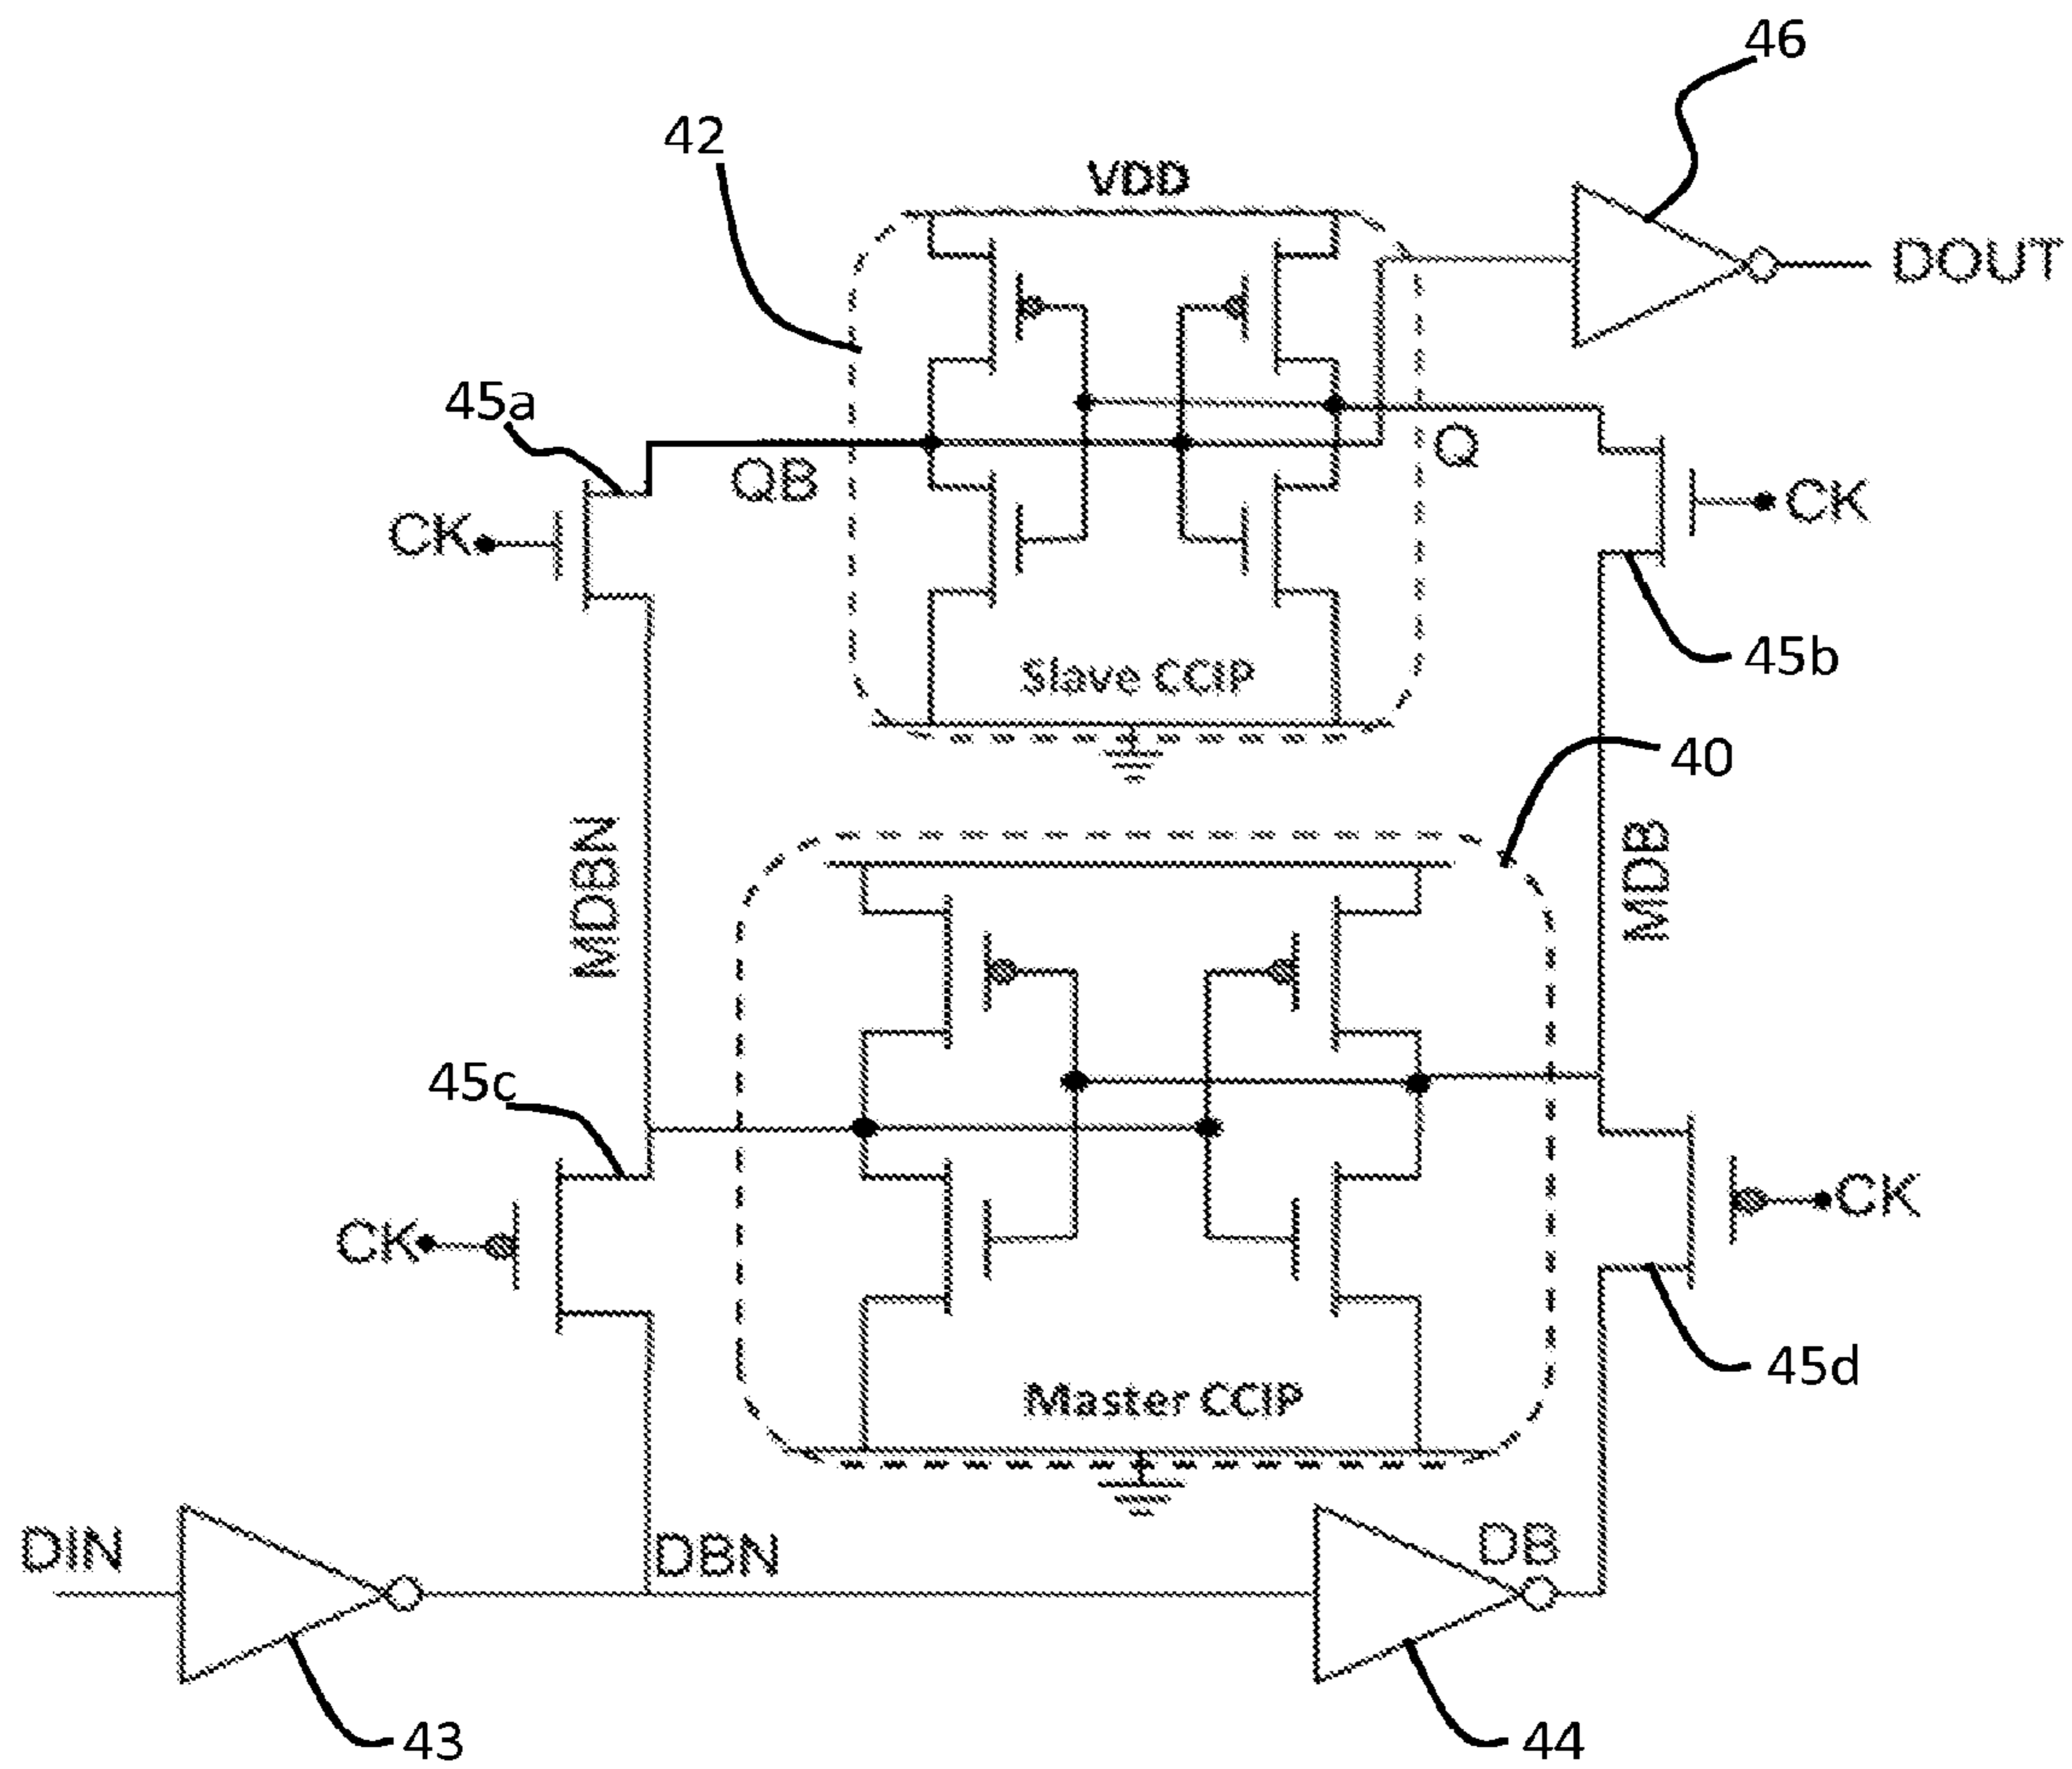 46
42
VDD
DOUT
45a
Q
QB
CK
CK
Slave CCIP
45b
40
MDBN
MDB
45c
CK
CK
45d
Master CCIP
DIN
DBN
DB
43
44